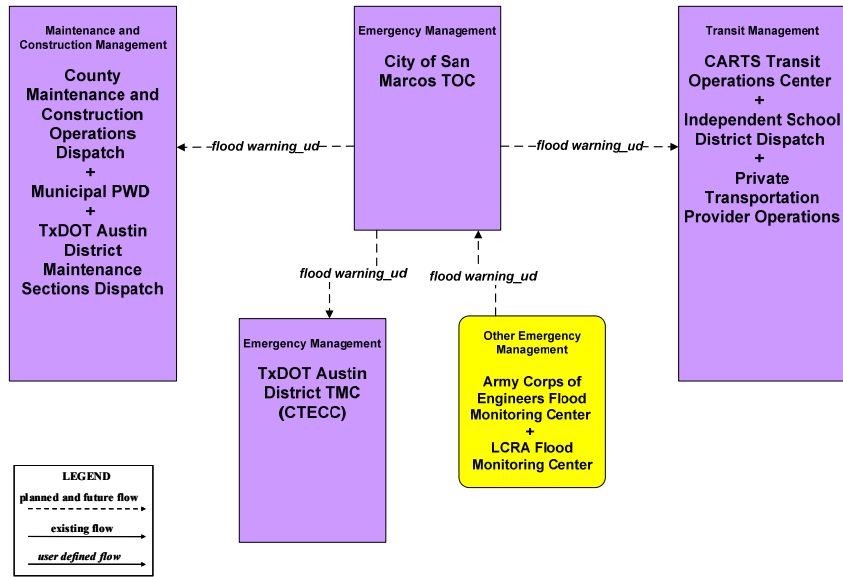 Maintenance and
Construction Management
County
Maintenance and
Construction
Operations
Dispatch
+
Municipal PWD
+
TxDOT Austin
District
Maintenance
Sections Dispatch
flood warning_ud
Emergency Management
City of San
Marcos TOC
flood warning_ud
Transit Management
CARTS Transit
Operations Center
+
Independent School
District Dispatch
+
Private
Transportation
Provider Operations
flood warning_ud
flood warning_ud
Emergency Management
TxDOT Austin
District TMC
(CTECC)
Other Emergency
Management
Army Corps of
Engineers Flood
Monitoring Center
+
LCRA Flood
Monitoring Center
LEGEND
planned and future flow
existing flow
user defined flow